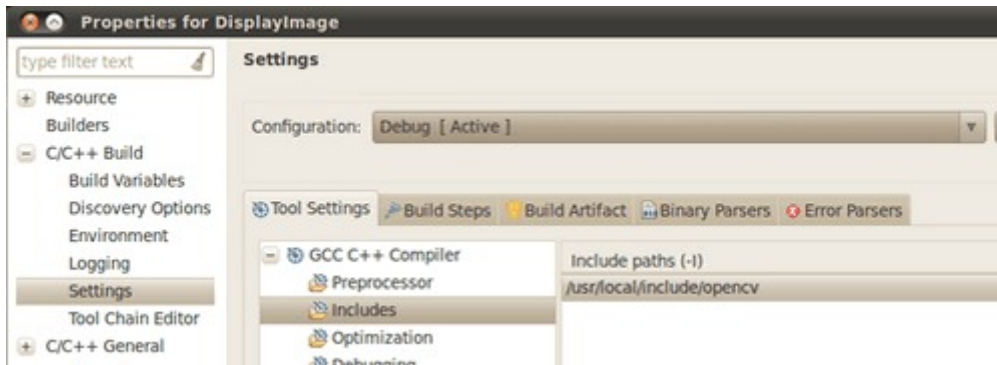 Properties for DisplayImage
type filter text
Settings
Resource
Builders
C/C++ Build
Build Variables
Discovery Options
Environment
Logging
Settings
Tool Chain Editor
C/C++ General
Configuration: Debug [ Active ]
Tool Settings Build Steps Build Artifact Binary Parsers Error Parsers
GCC C++ Compiler
Preprocessor
Includes
Optimization
Debugging
Include paths (-I)
/usr/local/include/opencv